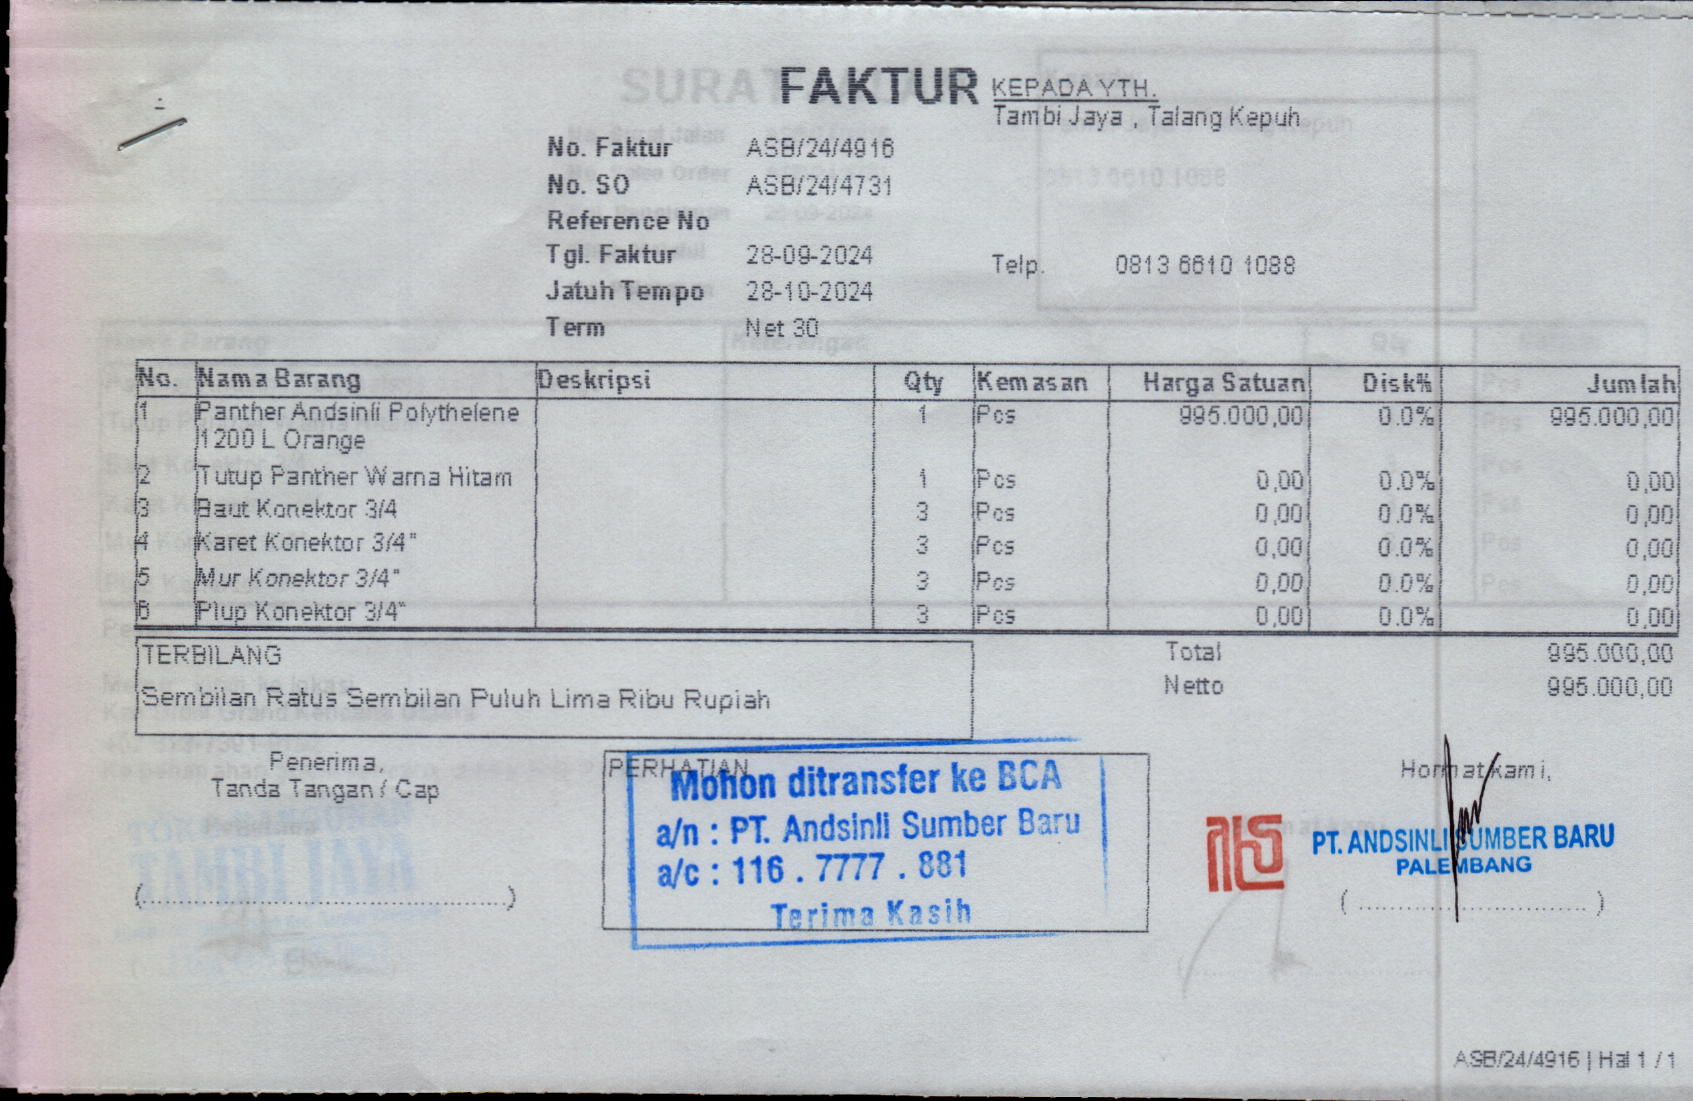 FAKTUR
KEPADA YTH.
Tambi Jaya , Talang Kepuh
No. Faktur ASB/24/4916
No. SO ASB/24/4731
Reference No
Tgl. Faktur 28-09-2024
Telp. 0813 6610 1088
Jatuh Tempo 28-10-2024
Term Net 30
No. Nama Barang Deskripsi Qty Kemasan Harga Satuan Disk% Jumlah
1 Panther Andsinli Polythelene 1 Pcs 995.000,00 0.0% 995.000,00
1200 L Orange
2 Tutup Panther Warna Hitam 1 Pcs 0,00 0.0% 0,00
3 Baut Konektor 3/4 3 Pcs 0,00 0.0% 0,00
4 Karet Konektor 3/4" 3 Pcs 0,00 0.0% 0,00
5 Mur Konektor 3/4" 3 Pcs 0,00 0.0% 0,00
6 Plup Konektor 3/4" 3 Pcs 0,00 0.0% 0,00
TERBILANG
Sembilan Ratus Sembilan Puluh Lima Ribu Rupiah
Total 995.000,00
Netto 995.000,00
Penerima,
Tanda Tangan / Cap
(..................................................)
PERHATIAN
Mohon ditransfer ke BCA
a/n : PT. Andsinli Sumber Baru
a/c : 116 . 7777 . 881
Terima Kasih
Hormat kami,
PT. ANDSINLI SUMBER BARU
PALEMBANG
( ................................ )
TAMBI JAYA
ASB/24/4916 | Hal 1 / 1